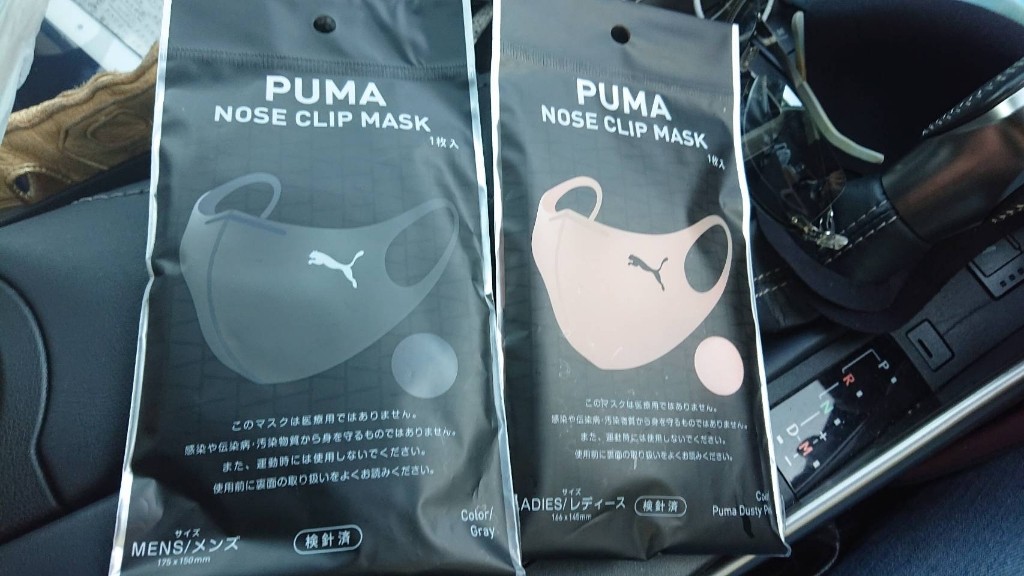 PUMA
NOSE CLIP MASK
1枚入
このマスクは医療用ではありません。
感染や伝染病・汚染物質から身を守るものではありません。
また、運動時には使用しないでください。
使用前に裏面の取り扱いをよくお読みください。
サイズ
MENS/メンズ
175 x 150mm
検針済
Color/
Gray
PUMA
NOSE CLIP MASK
1枚入
このマスクは医療用ではありません。
感染や伝染病・汚染物質から身を守るものではありません。
また、運動時には使用しないでください。
使用前に裏面の取り扱いをよくお読みください。
サイズ
LADIES/レディース
166 x 145mm
検針済
Puma Dusty
P
R
N
D
+
M
−